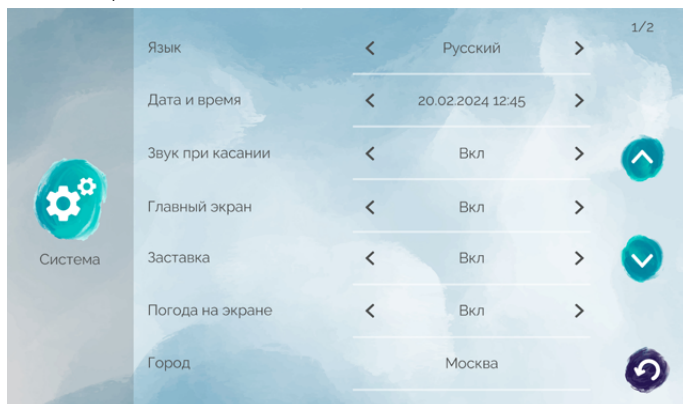 1/2
Язык
Русский
Дата и время
20.02.2024 12:45
Звук при касании
Вкл
Главный экран
Вкл
Система
Заставка
Вкл
Погода на экране
Вкл
Город
Москва